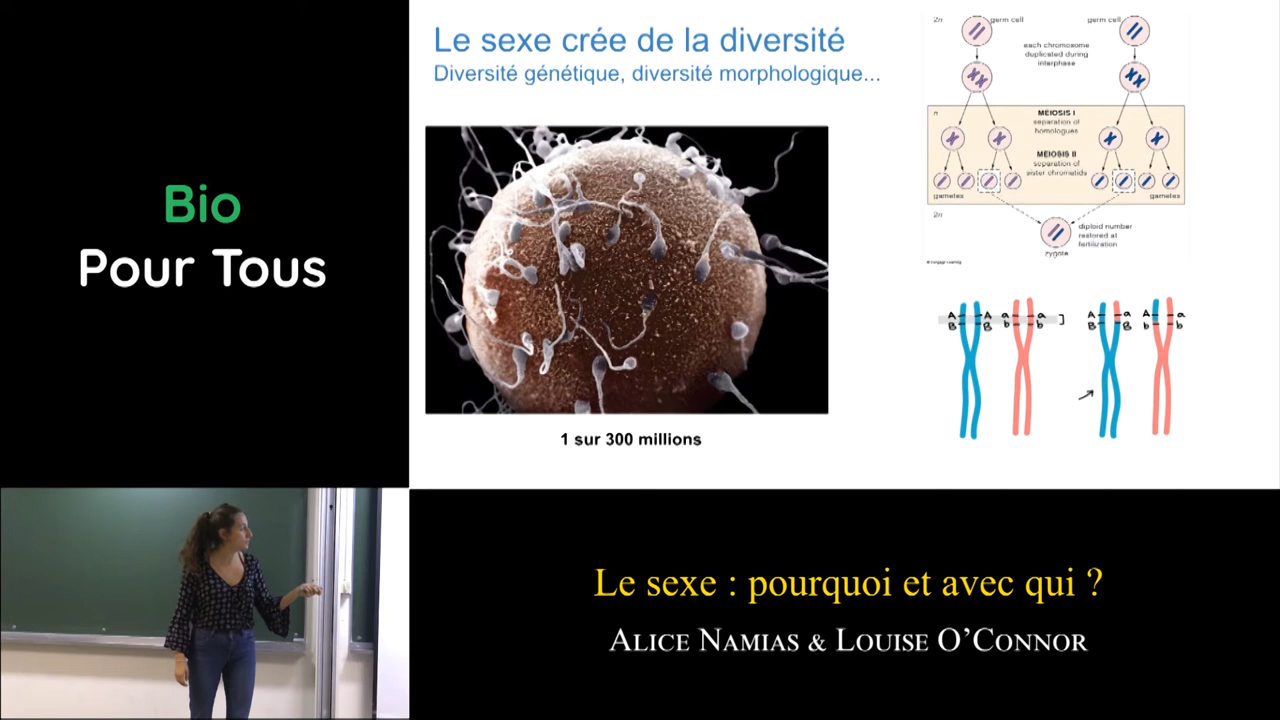 Bio
Pour Tous
Le sexe crée de la diversité
Diversité génétique, diversité morphologique...
1 sur 300 millions
2n
germ cell
germ cell
each chromosome
duplicated during
interphase
n
MEIOSIS I
separation of
homologues
MEIOSIS II
separation of
sister chromatids
gametes
gametes
2n
diploid number
restored at
fertilization
zygote
A A a a
B B b b
A a A a
B B b b
Le sexe : pourquoi et avec qui ?
ALICE NAMIAS & LOUISE O'CONNOR